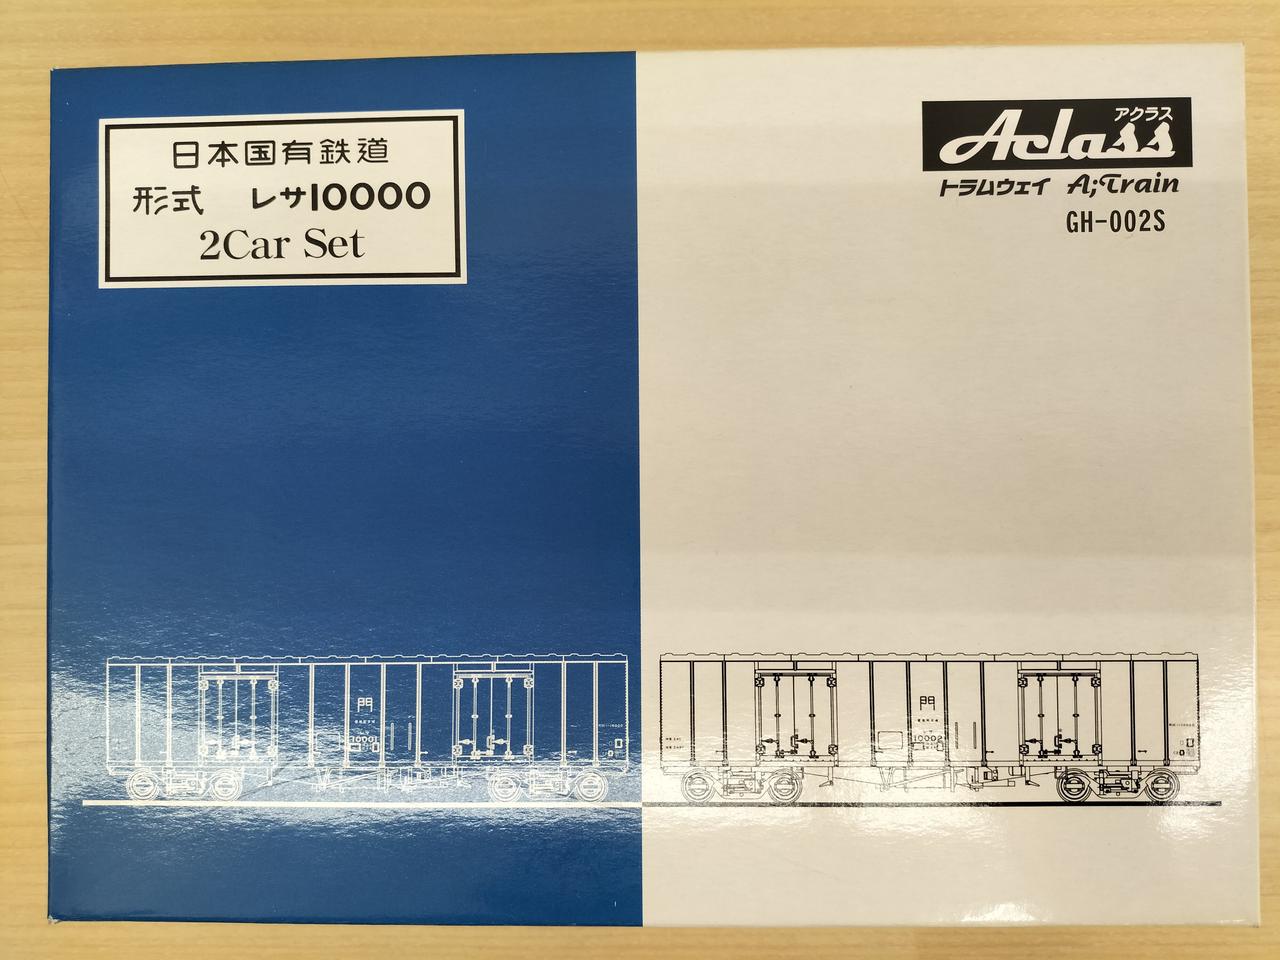 日本国有鉄道
形式 レサ10000
2Car Set
アクラス
Aclass
トラムウェイ A;Train
GH-002S
門
10001
門
10002